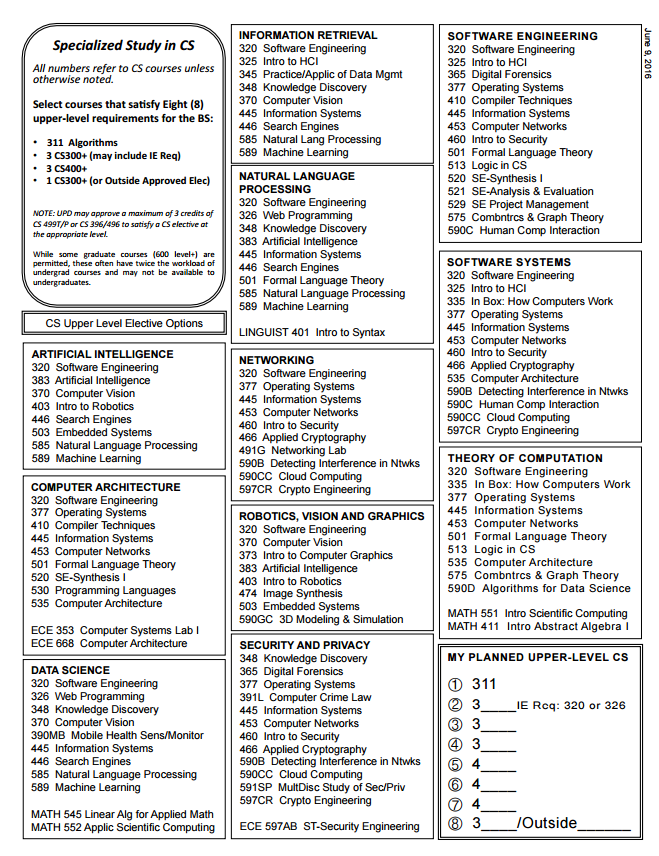 Specialized Study in CS
All numbers refer to CS courses unless
otherwise noted.
Select courses that satisfy Eight (8)
upper-level requirements for the BS:
• 311 Algorithms
• 3 CS300+ (may include IE Req)
• 3 CS400+
• 1 CS300+ (or Outside Approved Elec)
NOTE: UPD may approve a maximum of 3 credits of
CS 499T/P or CS 396/496 to satisfy a CS elective at
the appropriate level.
While some graduate courses (600 level+) are
permitted, these often have twice the workload of
undergrad courses and may not be available to
undergraduates.
CS Upper Level Elective Options
ARTIFICIAL INTELLIGENCE
320 Software Engineering
383 Artificial Intelligence
370 Computer Vision
403 Intro to Robotics
446 Search Engines
503 Embedded Systems
585 Natural Language Processing
589 Machine Learning
COMPUTER ARCHITECTURE
320 Software Engineering
377 Operating Systems
410 Compiler Techniques
445 Information Systems
453 Computer Networks
501 Formal Language Theory
520 SE-Synthesis I
530 Programming Languages
535 Computer Architecture
ECE 353 Computer Systems Lab I
ECE 668 Computer Architecture
DATA SCIENCE
320 Software Engineering
326 Web Programming
348 Knowledge Discovery
370 Computer Vision
390MB Mobile Health Sens/Monitor
445 Information Systems
446 Search Engines
585 Natural Language Processing
589 Machine Learning
MATH 545 Linear Alg for Applied Math
MATH 552 Applic Scientific Computing
INFORMATION RETRIEVAL
320 Software Engineering
325 Intro to HCI
345 Practice/Applic of Data Mgmt
348 Knowledge Discovery
370 Computer Vision
445 Information Systems
446 Search Engines
585 Natural Lang Processing
589 Machine Learning
NATURAL LANGUAGE
PROCESSING
320 Software Engineering
326 Web Programming
348 Knowledge Discovery
383 Artificial Intelligence
445 Information Systems
446 Search Engines
501 Formal Language Theory
585 Natural Language Processing
589 Machine Learning
LINGUIST 401 Intro to Syntax
NETWORKING
320 Software Engineering
377 Operating Systems
445 Information Systems
453 Computer Networks
460 Intro to Security
466 Applied Cryptography
491G Networking Lab
590B Detecting Interference in Ntwks
590CC Cloud Computing
597CR Crypto Engineering
ROBOTICS, VISION AND GRAPHICS
320 Software Engineering
370 Computer Vision
373 Intro to Computer Graphics
383 Artificial Intelligence
403 Intro to Robotics
474 Image Synthesis
503 Embedded Systems
590GC 3D Modeling & Simulation
SECURITY AND PRIVACY
348 Knowledge Discovery
365 Digital Forensics
377 Operating Systems
391L Computer Crime Law
445 Information Systems
453 Computer Networks
460 Intro to Security
466 Applied Cryptography
590B Detecting Interference in Ntwks
590CC Cloud Computing
591SP MultDisc Study of Sec/Priv
597CR Crypto Engineering
ECE 597AB ST-Security Engineering
SOFTWARE ENGINEERING
320 Software Engineering
325 Intro to HCI
365 Digital Forensics
377 Operating Systems
410 Compiler Techniques
445 Information Systems
453 Computer Networks
460 Intro to Security
501 Formal Language Theory
513 Logic in CS
520 SE-Synthesis I
521 SE-Analysis & Evaluation
529 SE Project Management
575 Combntrcs & Graph Theory
590C Human Comp Interaction
SOFTWARE SYSTEMS
320 Software Engineering
325 Intro to HCI
335 In Box: How Computers Work
377 Operating Systems
445 Information Systems
453 Computer Networks
460 Intro to Security
466 Applied Cryptography
535 Computer Architecture
590B Detecting Interference in Ntwks
590C Human Comp Interaction
590CC Cloud Computing
597CR Crypto Engineering
THEORY OF COMPUTATION
320 Software Engineering
335 In Box: How Computers Work
377 Operating Systems
445 Information Systems
453 Computer Networks
501 Formal Language Theory
513 Logic in CS
535 Computer Architecture
575 Combntrcs & Graph Theory
590D Algorithms for Data Science
MATH 551 Intro Scientific Computing
MATH 411 Intro Abstract Algebra I
MY PLANNED UPPER-LEVEL CS
① 311
② 3____IE Rcq: 320 or 326
③ 3____
④ 3____
⑤ 4____
⑥ 4____
⑦ 4____
⑧ 3____/Outside______
June 9, 2016